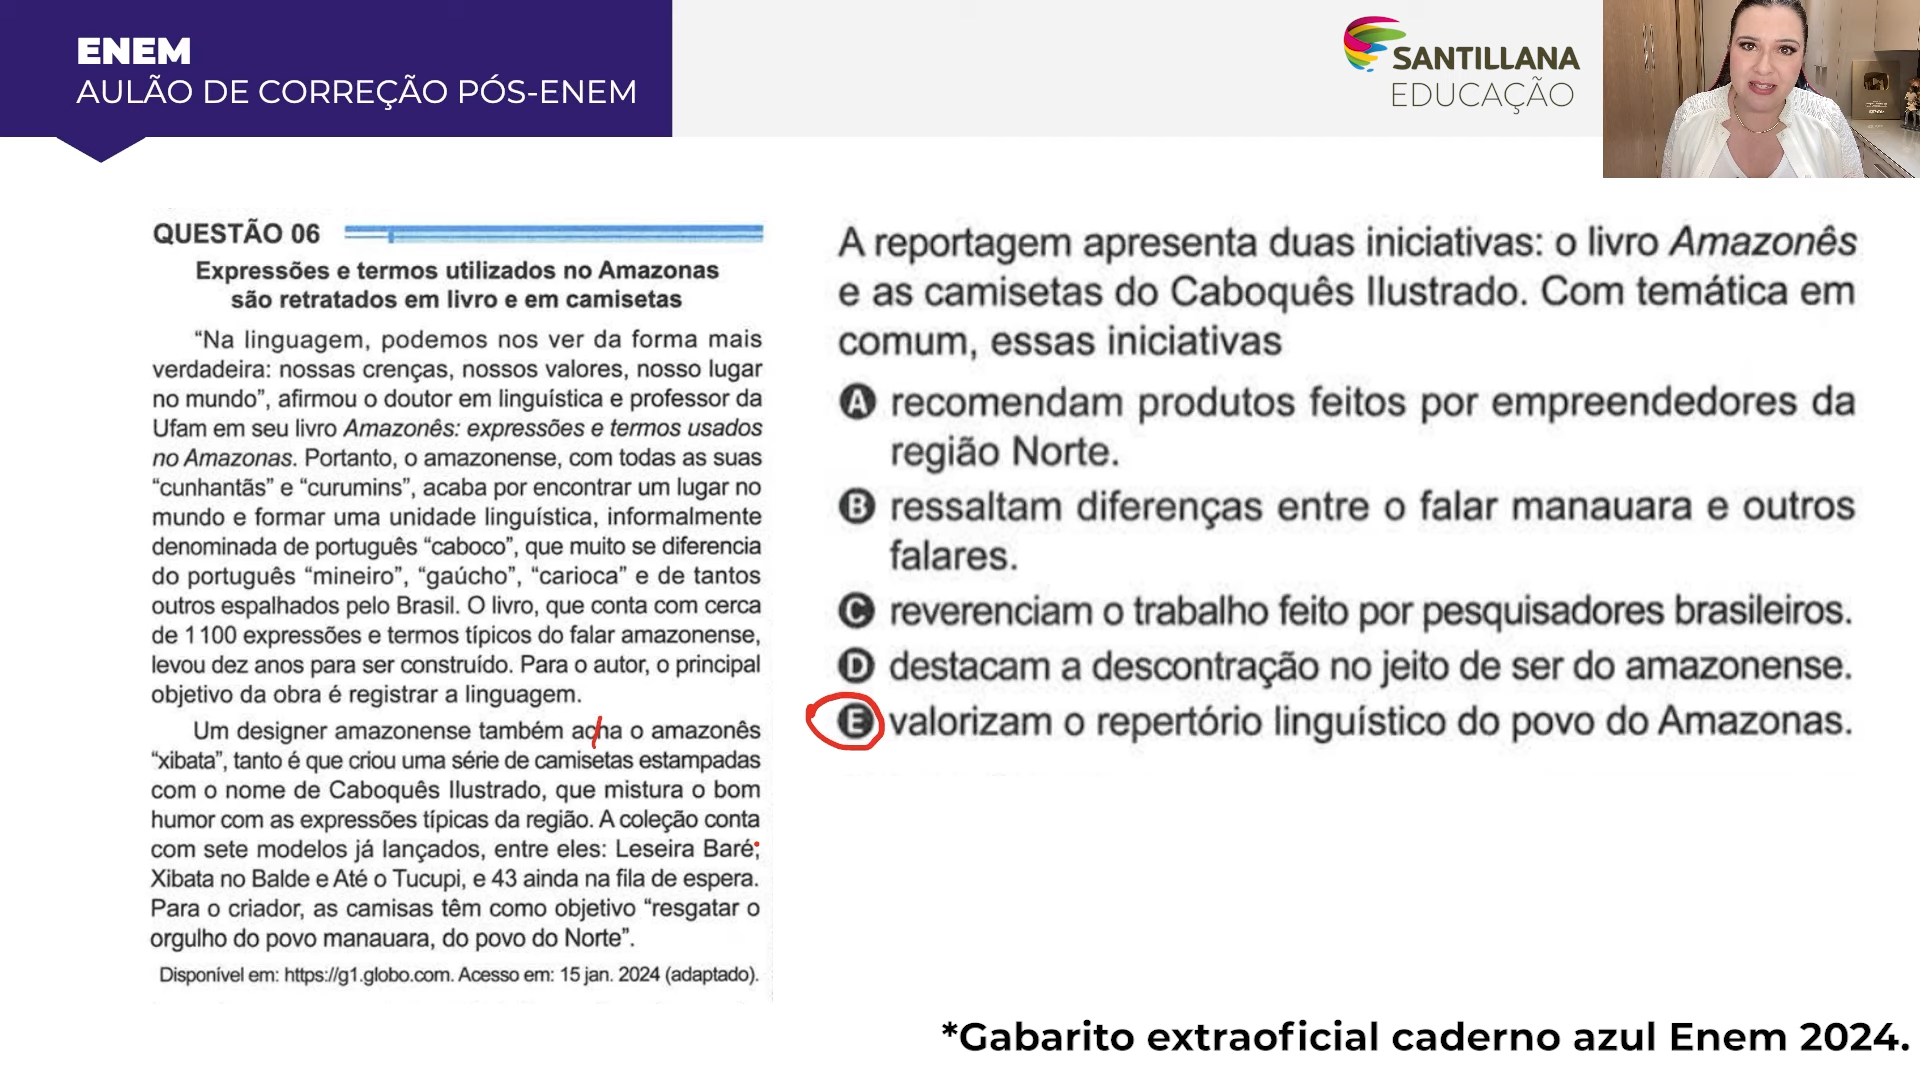 ENEM
AULÃO DE CORREÇÃO PÓS-ENEM
SANTILLANA
EDUCAÇÃO
QUESTÃO 06
Expressões e termos utilizados no Amazonas
são retratados em livro e em camisetas
“Na linguagem, podemos nos ver da forma mais
verdadeira: nossas crenças, nossos valores, nosso lugar
no mundo”, afirmou o doutor em linguística e professor da
Ufam em seu livro Amazonês: expressões e termos usados
no Amazonas. Portanto, o amazonense, com todas as suas
“cunhantãs” e “curumins”, acaba por encontrar um lugar no
mundo e formar uma unidade linguística, informalmente
denominada de português “caboco”, que muito se diferencia
do português “mineiro”, “gaúcho”, “carioca” e de tantos
outros espalhados pelo Brasil. O livro, que conta com cerca
de 1 100 expressões e termos típicos do falar amazonense,
levou dez anos para ser construído. Para o autor, o principal
objetivo da obra é registrar a linguagem.
Um designer amazonense também acha o amazonês
“xibata”, tanto é que criou uma série de camisetas estampadas
com o nome de Caboquês Ilustrado, que mistura o bom
humor com as expressões típicas da região. A coleção conta
com sete modelos já lançados, entre eles: Leseira Baré,
Xibata no Balde e Até o Tucupi, e 43 ainda na fila de espera.
Para o criador, as camisas têm como objetivo “resgatar o
orgulho do povo manauara, do povo do Norte”.
Disponível em: https://g1.globo.com. Acesso em: 15 jan. 2024 (adaptado).
A reportagem apresenta duas iniciativas: o livro Amazonês
e as camisetas do Caboquês Ilustrado. Com temática em
comum, essas iniciativas
A recomendam produtos feitos por empreendedores da
região Norte.
B ressaltam diferenças entre o falar manauara e outros
falares.
C reverenciam o trabalho feito por pesquisadores brasileiros.
D destacam a descontração no jeito de ser do amazonense.
E valorizam o repertório linguístico do povo do Amazonas.
*Gabarito extraoficial caderno azul Enem 2024.